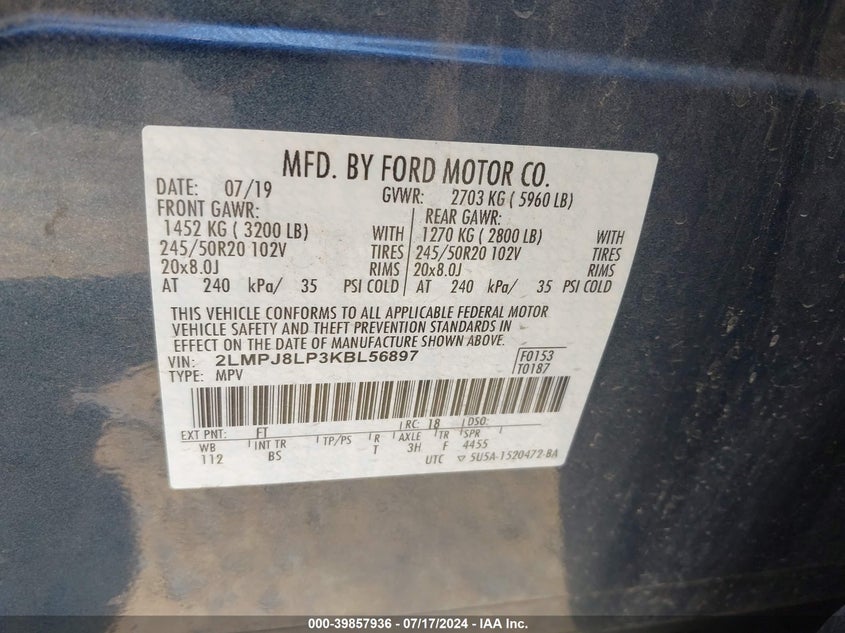 MFD. BY FORD MOTOR CO.
DATE: 07/19 GVWR: 2703 KG ( 5960 LB)
FRONT GAWR: REAR GAWR:
1452 KG ( 3200 LB) WITH 1270 KG ( 2800 LB) WITH
245/50R20 102V TIRES 245/50R20 102V TIRES
20x8.0J RIMS 20x8.0J RIMS
AT 240 kPa/ 35 PSI COLD AT 240 kPa/ 35 PSI COLD
THIS VEHICLE CONFORMS TO ALL APPLICABLE FEDERAL MOTOR
VEHICLE SAFETY AND THEFT PREVENTION STANDARDS IN
EFFECT ON THE DATE OF MANUFACTURE SHOWN ABOVE.
VIN: 2LMPJ8LP3KBL56897 F0153
TYPE: MPV T0187
EXT PNT: FT RC: 18 DSO:
WB INT TR TP/PS R AXLE TR SPR
112 BS T 3H F 4455
UTC ▽ 5U5A-1520472-BA
000-39857936 - 07/17/2024 - IAAI.com